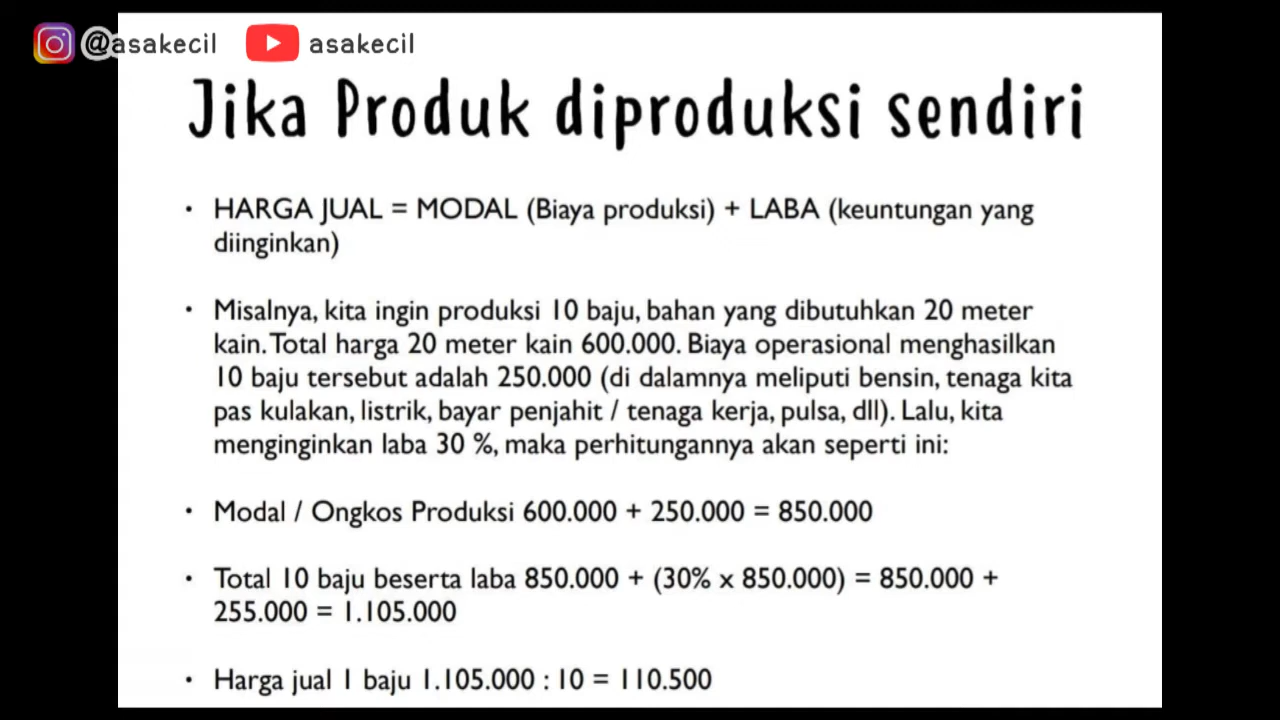 @asakecil asakecil
Jika Produk diproduksi sendiri
• HARGA JUAL = MODAL (Biaya produksi) + LABA (keuntungan yang
diinginkan)
• Misalnya, kita ingin produksi 10 baju, bahan yang dibutuhkan 20 meter
kain. Total harga 20 meter kain 600.000. Biaya operasional menghasilkan
10 baju tersebut adalah 250.000 (di dalamnya meliputi bensin, tenaga kita
pas kulakan, listrik, bayar penjahit / tenaga kerja, pulsa, dll). Lalu, kita
menginginkan laba 30 %, maka perhitungannya akan seperti ini:
• Modal / Ongkos Produksi 600.000 + 250.000 = 850.000
• Total 10 baju beserta laba 850.000 + (30% x 850.000) = 850.000 +
255.000 = 1.105.000
• Harga jual 1 baju 1.105.000 : 10 = 110.500